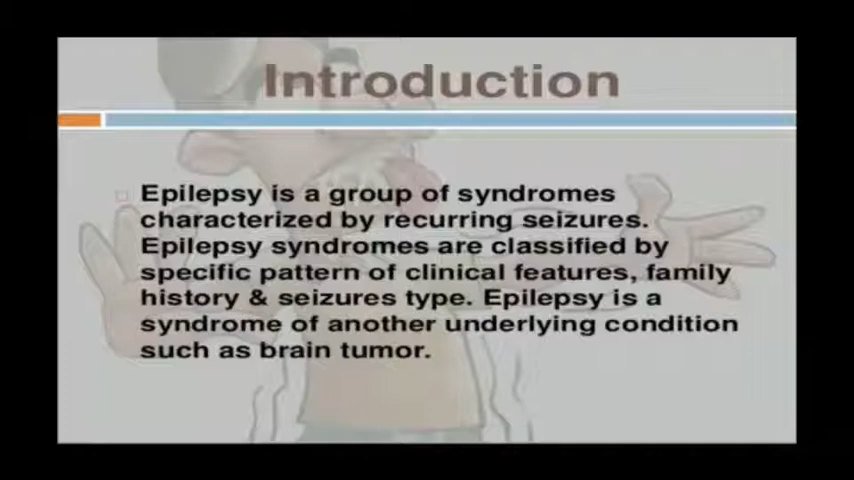 Introduction
Epilepsy is a group of syndromes
characterized by recurring seizures.
Epilepsy syndromes are classified by
specific pattern of clinical features, family
history & seizures type. Epilepsy is a
syndrome of another underlying condition
such as brain tumor.